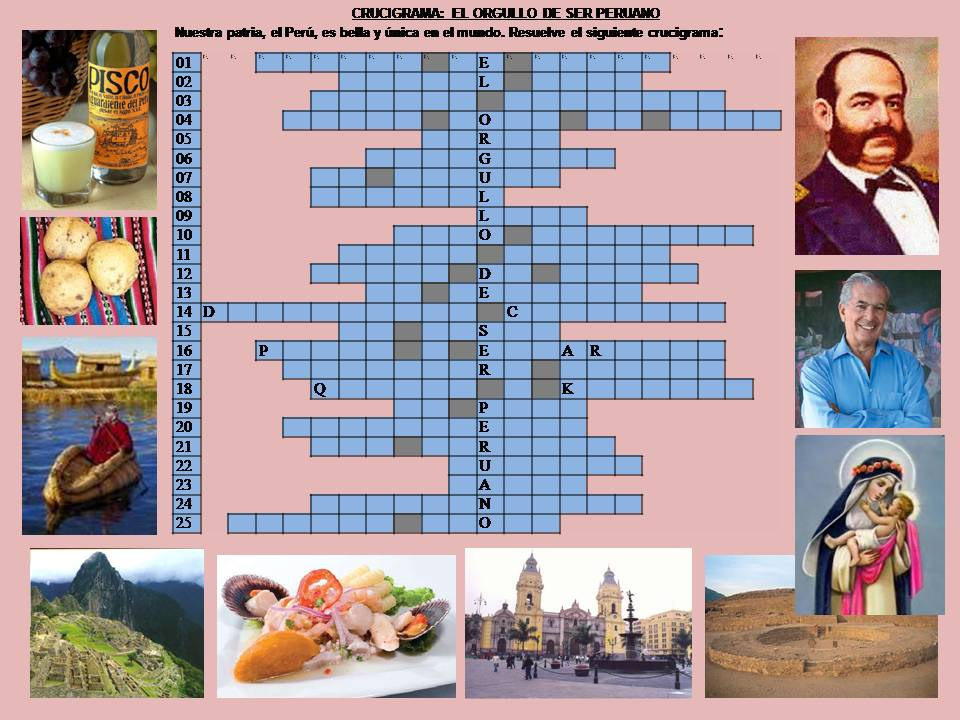 CRUCIGRAMA: EL ORGULLO DE SER PERUANO
Nuestra patria, el Perú, es bella y única en el mundo. Resuelve el siguiente crucigrama:
01 E
02 L
03
04 O
05 R
06 G
07 U
08 L
09 L
10 O
11
12 D
13 E
14 D C
15 S
16 P E A R
17 R
18 Q K
19 P
20 E
21 R
22 U
23 A
24 N
25 O
PISCO